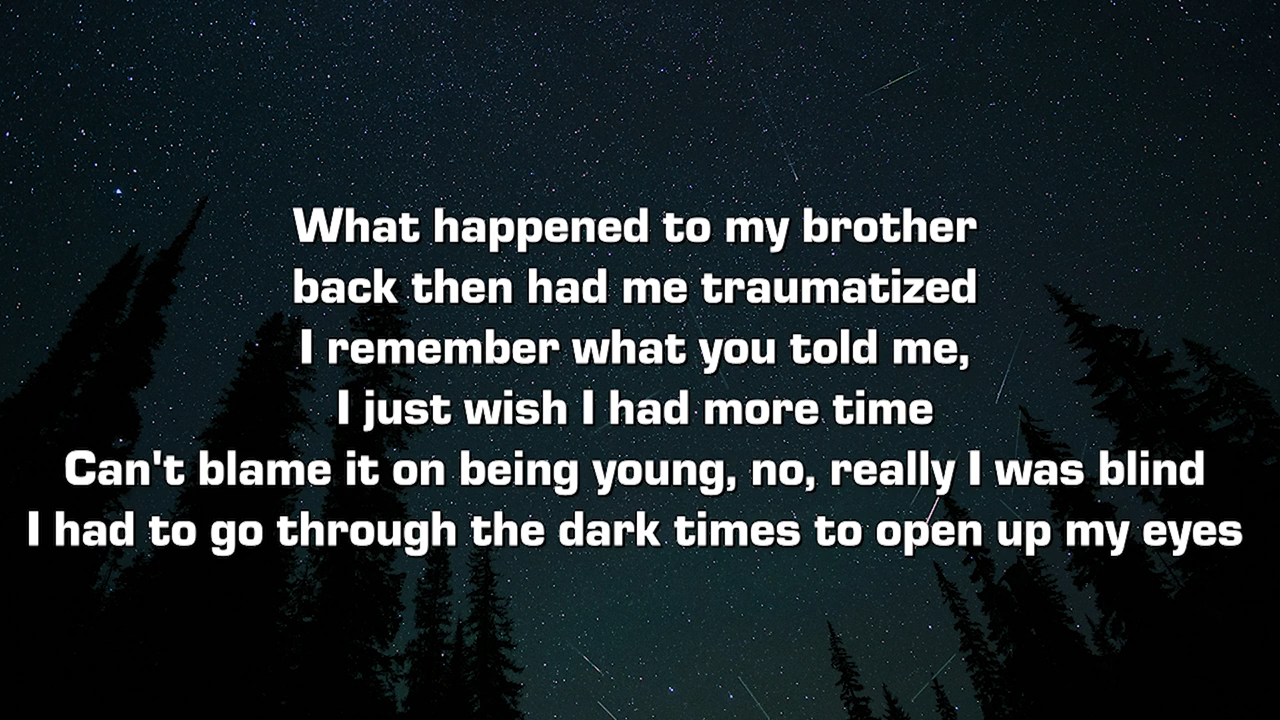 What happened to my brother
back then had me traumatized
I remember what you told me,
I just wish I had more time
Can't blame it on being young, no, really I was blind
I had to go through the dark times to open up my eyes